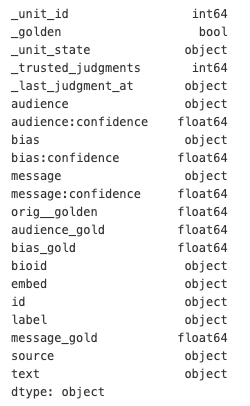 _unit_id int64
_golden bool
_unit_state object
_trusted_judgments int64
_last_judgment_at object
audience object
audience:confidence float64
bias object
bias:confidence float64
message object
message:confidence float64
orig__golden float64
audience_gold float64
bias_gold float64
bioid object
embed object
id object
label object
message_gold float64
source object
text object
dtype: object